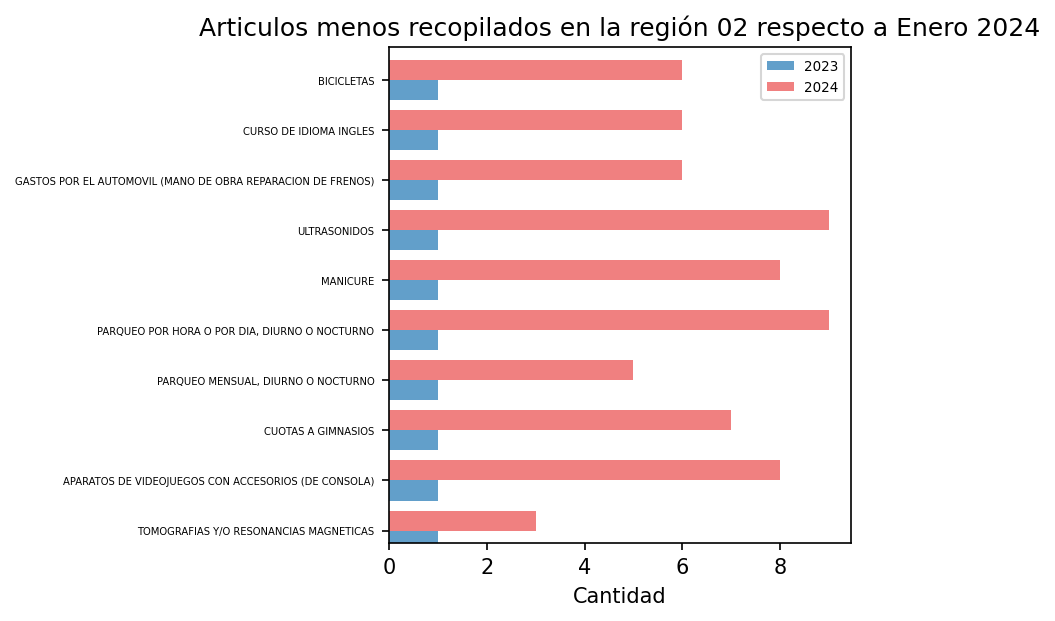 Articulos menos recopilados en la región 02 respecto a Enero 2024
2023
2024
BICICLETAS
CURSO DE IDIOMA INGLES
GASTOS POR EL AUTOMOVIL (MANO DE OBRA REPARACION DE FRENOS)
ULTRASONIDOS
MANICURE
PARQUEO POR HORA O POR DIA, DIURNO O NOCTURNO
PARQUEO MENSUAL, DIURNO O NOCTURNO
CUOTAS A GIMNASIOS
APARATOS DE VIDEOJUEGOS CON ACCESORIOS (DE CONSOLA)
TOMOGRAFIAS Y/O RESONANCIAS MAGNETICAS
0 2 4 6 8
Cantidad